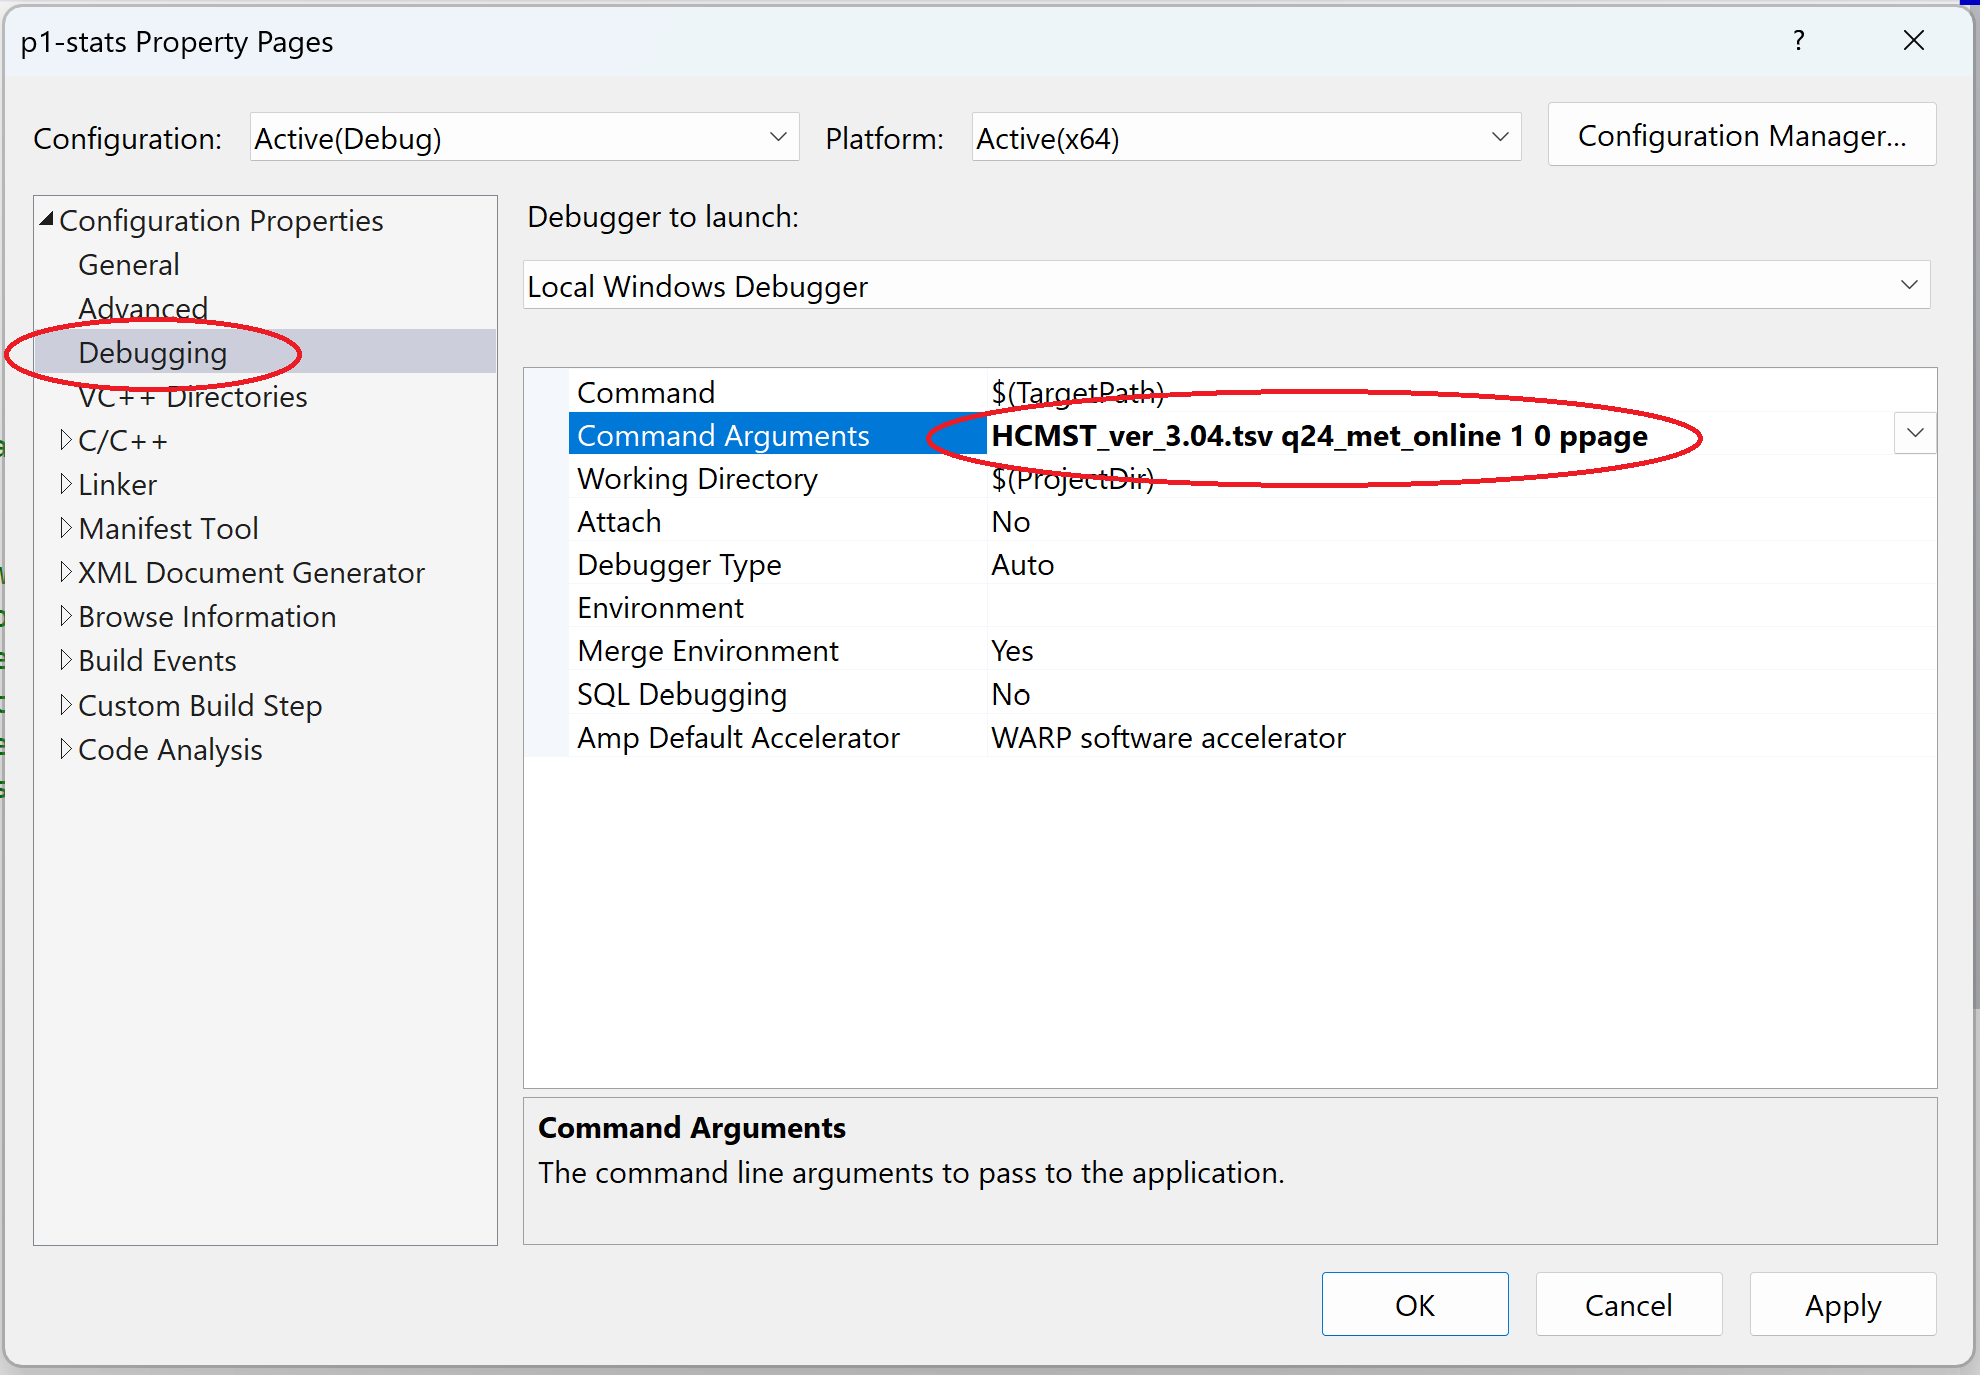 p1-stats Property Pages
?
Configuration: Active(Debug) Platform: Active(x64) Configuration Manager...
Configuration Properties
General
Advanced
Debugging
VC++ Directories
C/C++
Linker
Manifest Tool
XML Document Generator
Browse Information
Build Events
Custom Build Step
Code Analysis
Debugger to launch:
Local Windows Debugger
Command $(TargetPath)
Command Arguments HCMST_ver_3.04.tsv q24_met_online 1 0 ppage
Working Directory $(ProjectDir)
Attach No
Debugger Type Auto
Environment
Merge Environment Yes
SQL Debugging No
Amp Default Accelerator WARP software accelerator
Command Arguments
The command line arguments to pass to the application.
OK Cancel Apply